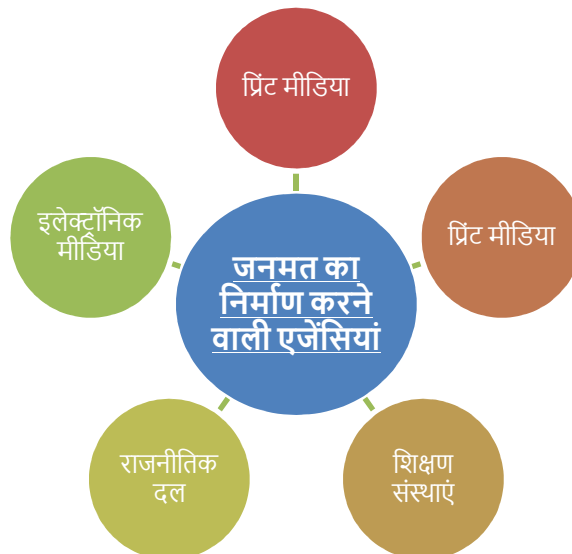 प्रिंट मीडिया
प्रिंट मीडिया
शिक्षण
संस्थाएं
राजनीतिक
दल
इलेक्ट्रॉनिक
मीडिया
जनमत का
निर्माण करने
वाली एजेंसियां